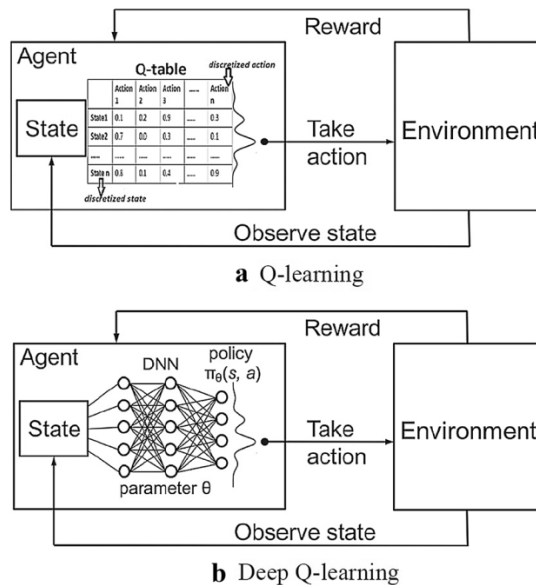 Reward
Agent
Q-table
discretized action
Action 1 Action 2 Action 3 ...... Action n
State1 0.1 0.2 0.9 ...... 0.3
State2 0.7 0.0 0.3 ...... 0.1
...... ...... ...... ...... ...... ......
State n 0.8 0.1 0.4 ...... 0.9
discretized state
State
Take action
Environment
Observe state
a Q-learning
Reward
Agent
DNN
policy
πθ(s, a)
State
Take action
Environment
parameter θ
Observe state
b Deep Q-learning